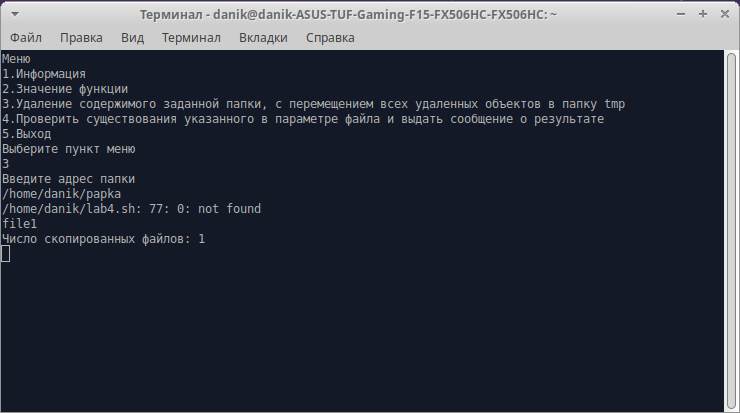 Терминал - danik@danik-ASUS-TUF-Gaming-F15-FX506HC-FX506HC: ~
Файл Правка Вид Терминал Вкладки Справка
Меню
1.Информация
2.Значение функции
3.Удаление содержимого заданной папки, с перемещением всех удаленных объектов в папку tmp
4.Проверить существования указанного в параметре файла и выдать сообщение о результате
5.Выход
Выберите пункт меню
3
Введите адрес папки
/home/danik/papka
/home/danik/lab4.sh: 77: 0: not found
file1
Число скопированных файлов: 1